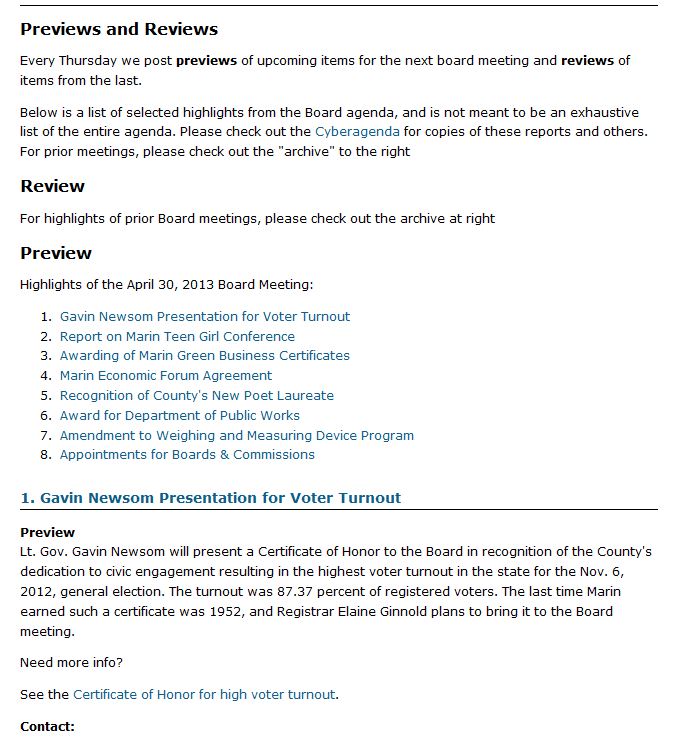 Previews and Reviews
Every Thursday we post previews of upcoming items for the next board meeting and reviews of
items from the last.
Below is a list of selected highlights from the Board agenda, and is not meant to be an exhaustive
list of the entire agenda. Please check out the Cyberagenda for copies of these reports and others.
For prior meetings, please check out the "archive" to the right
Review
For highlights of prior Board meetings, please check out the archive at right
Preview
Highlights of the April 30, 2013 Board Meeting:
1. Gavin Newsom Presentation for Voter Turnout
2. Report on Marin Teen Girl Conference
3. Awarding of Marin Green Business Certificates
4. Marin Economic Forum Agreement
5. Recognition of County's New Poet Laureate
6. Award for Department of Public Works
7. Amendment to Weighing and Measuring Device Program
8. Appointments for Boards & Commissions
1. Gavin Newsom Presentation for Voter Turnout
Preview
Lt. Gov. Gavin Newsom will present a Certificate of Honor to the Board in recognition of the County's
dedication to civic engagement resulting in the highest voter turnout in the state for the Nov. 6,
2012, general election. The turnout was 87.37 percent of registered voters. The last time Marin
earned such a certificate was 1952, and Registrar Elaine Ginnold plans to bring it to the Board
meeting.
Need more info?
See the Certificate of Honor for high voter turnout.
Contact: